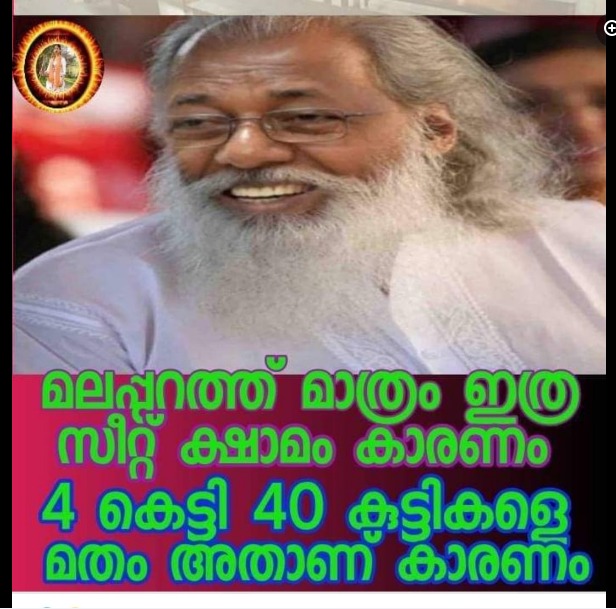 മലപ്പുറത്ത് മാത്രം ഇത്ര
സീറ്റ് ക്ഷാമം കാരണം
4 കെട്ടി 40 കുട്ടികളെ
മതം അതാണ് കാരണം